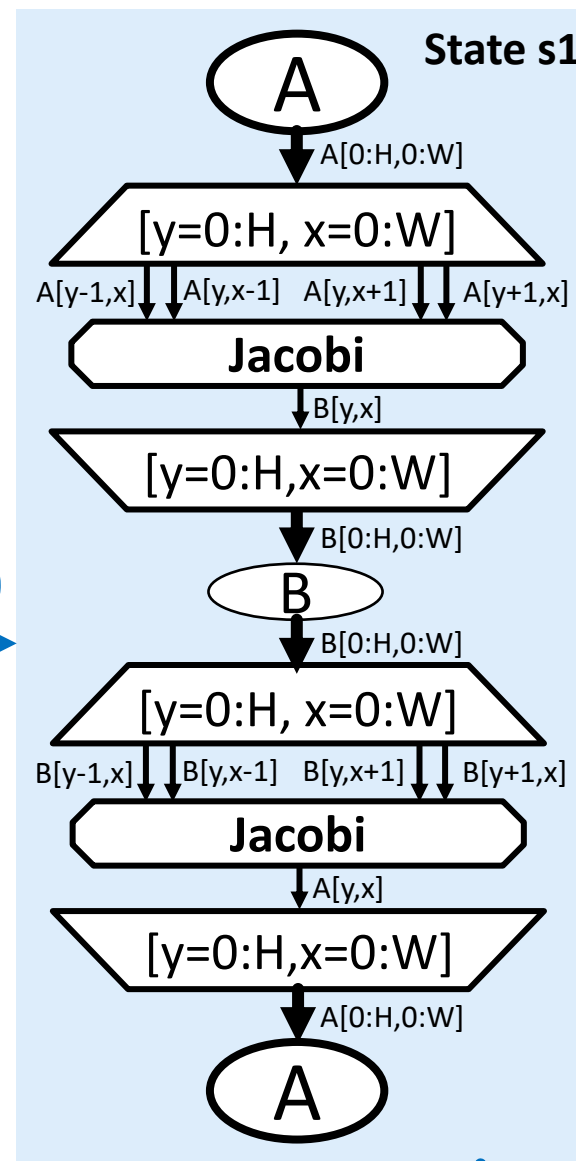 State s1
A
A[0:H,0:W]
[y=0:H, x=0:W]
A[y-1,x] A[y,x-1] A[y,x+1] A[y+1,x]
Jacobi
B[y,x]
[y=0:H,x=0:W]
B[0:H,0:W]
B
B[0:H,0:W]
[y=0:H, x=0:W]
B[y-1,x] B[y,x-1] B[y,x+1] B[y+1,x]
Jacobi
A[y,x]
[y=0:H,x=0:W]
A[0:H,0:W]
A